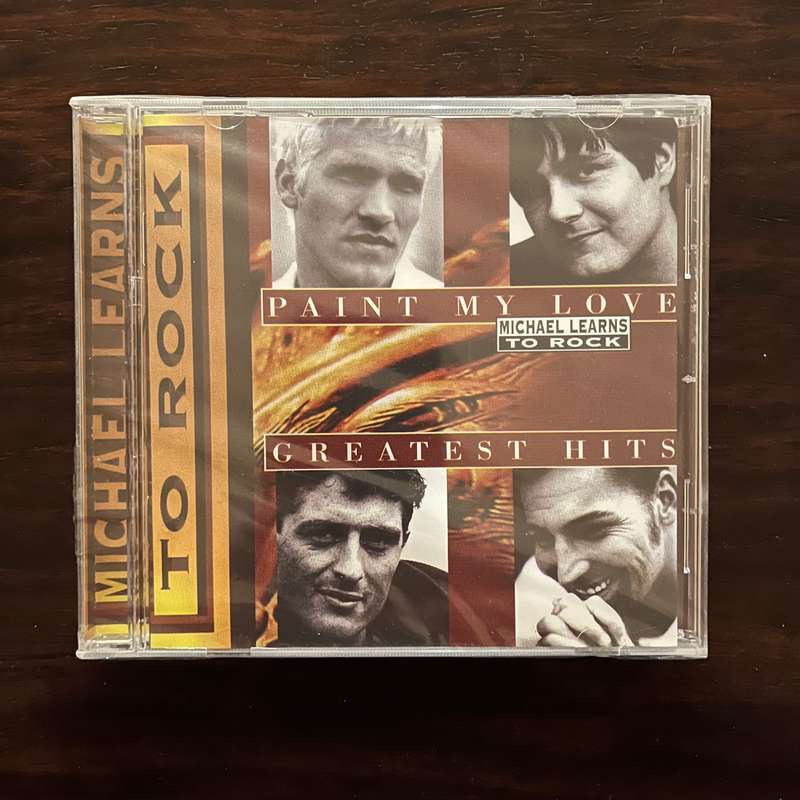 MICHAEL LEARNS
TO ROCK
PAINT MY LOVE
MICHAEL LEARNS
TO ROCK
GREATEST HITS